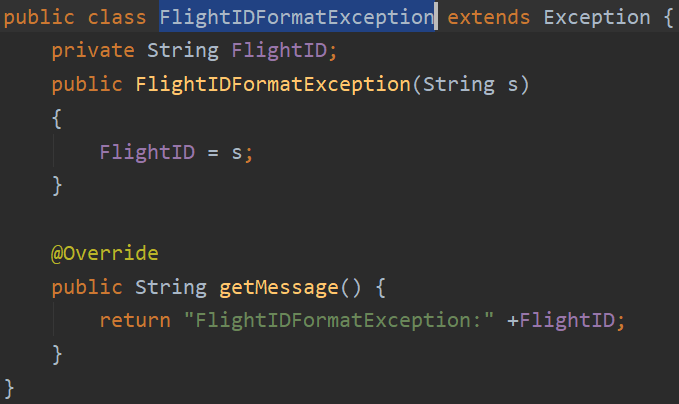 public class FlightIDFormatException extends Exception {
    private String FlightID;
    public FlightIDFormatException(String s)
    {
        FlightID = s;
    }

    @Override
    public String getMessage() {
        return "FlightIDFormatException:" +FlightID;
    }
}